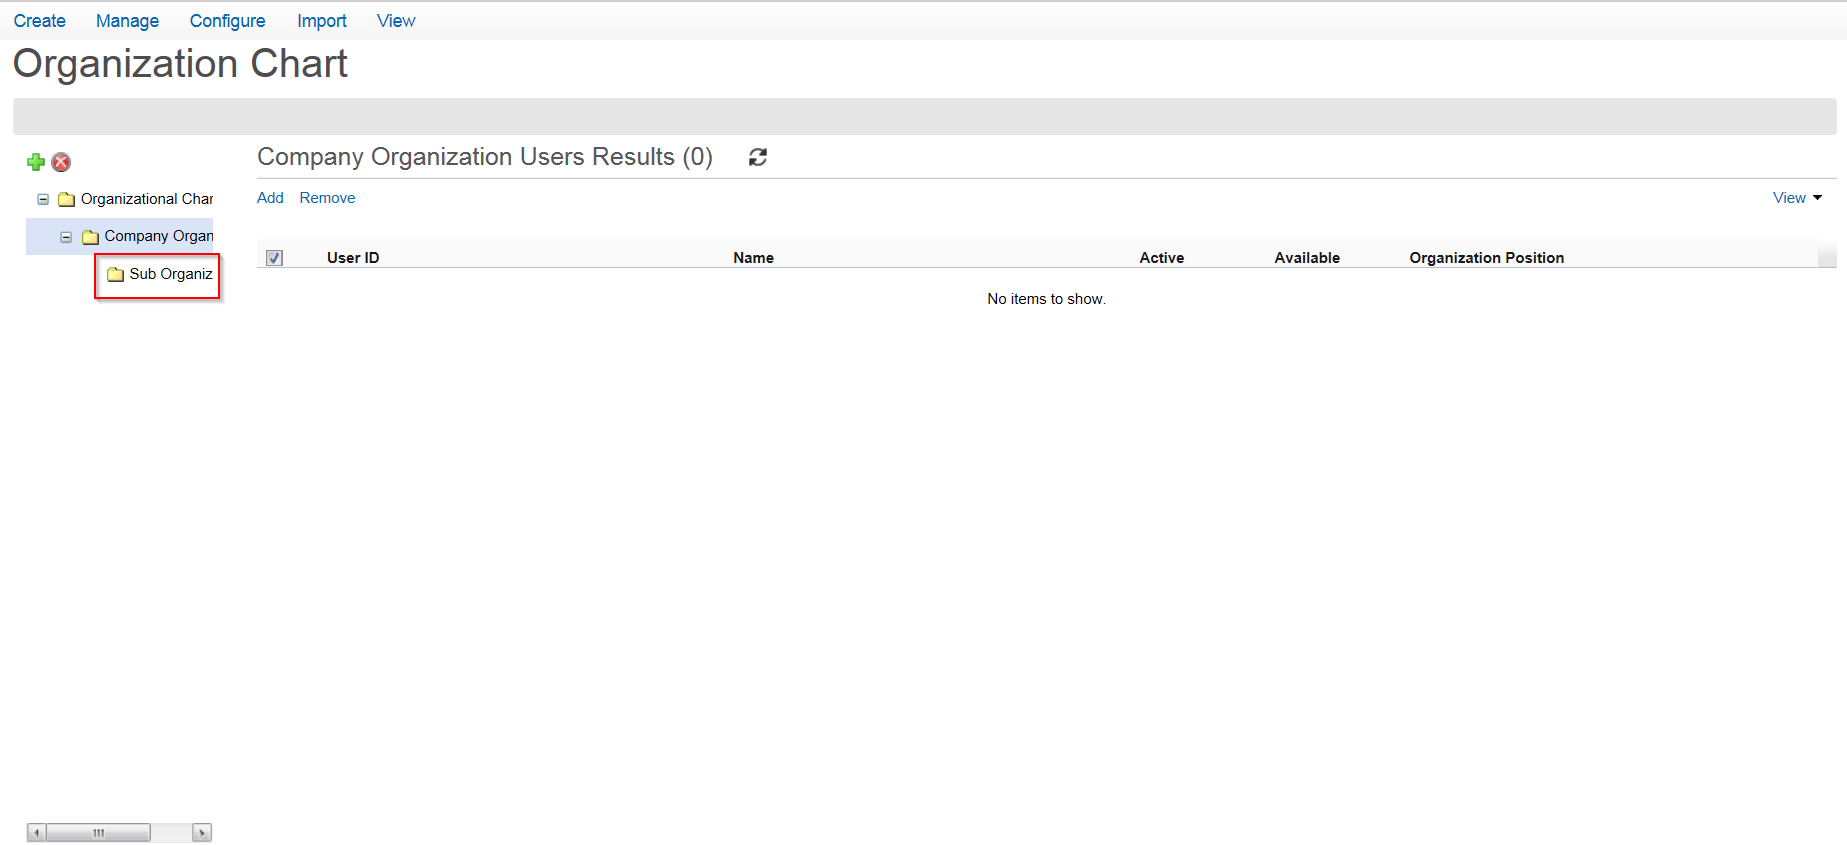 Create Manage Configure Import View
Organization Chart
Company Organization Users Results (0)
Organizational Char
Add Remove View
Company Organ
User ID Name Active Available Organization Position
Sub Organiz
No items to show.